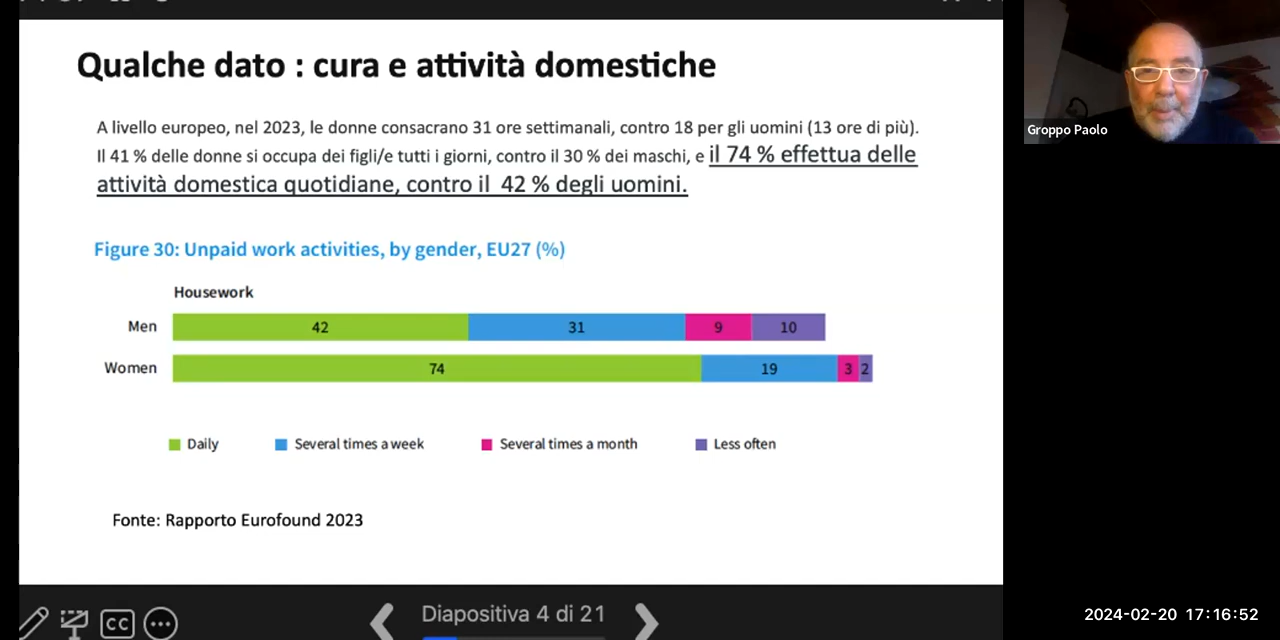 Qualche dato : cura e attività domestiche
A livello europeo, nel 2023, le donne consacrano 31 ore settimanali, contro 18 per gli uomini (13 ore di più).
Il 41 % delle donne si occupa dei figli/e tutti i giorni, contro il 30 % dei maschi, e il 74 % effettua delle
attività domestica quotidiane, contro il 42 % degli uomini.
Figure 30: Unpaid work activities, by gender, EU27 (%)
Housework
Men 42 31 9 10
Women 74 19 3 2
Daily Several times a week Several times a month Less often
Fonte: Rapporto Eurofound 2023
CC
Diapositiva 4 di 21
Groppo Paolo
2024-02-20 17:16:52